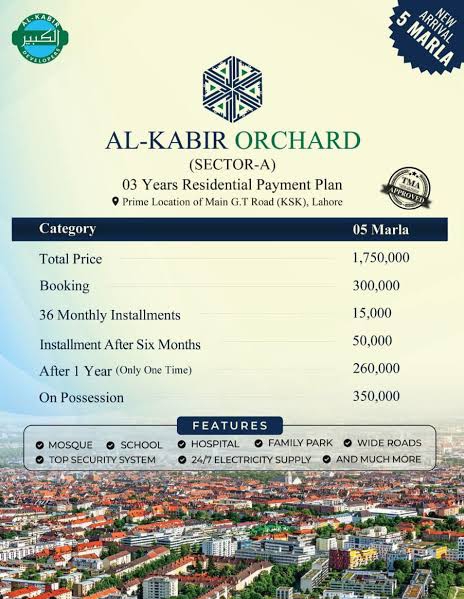 AL-KABIR
الكبير
DEVELOPERS
NEW
ARRIVAL
5 MARLA
AL-KABIR ORCHARD
(SECTOR-A)
03 Years Residential Payment Plan
Prime Location of Main G.T Road (KSK), Lahore
TMA
APPROVED
Category 05 Marla
Total Price 1,750,000
Booking 300,000
36 Monthly Installments 15,000
Installment After Six Months 50,000
After 1 Year (Only One Time) 260,000
On Possession 350,000
FEATURES
MOSQUE SCHOOL HOSPITAL FAMILY PARK WIDE ROADS
TOP SECURITY SYSTEM 24/7 ELECTRICITY SUPPLY AND MUCH MORE